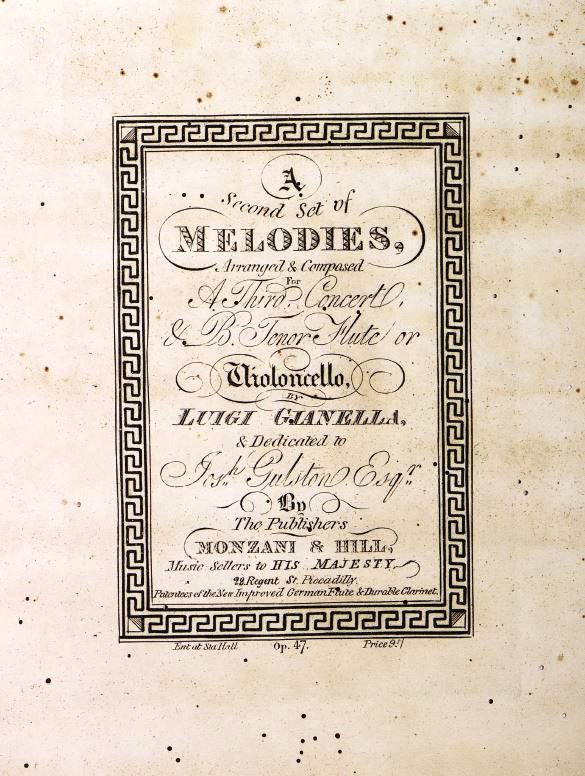 A
Second Set of
MELODIES,
Arranged & Composed
For
A Third, Concert,
& B. Tenor Flute or
Violoncello,
BY
LUIGI GIANELLA,
& Dedicated to
Josh. Gulston Esqr.
By
The Publishers
MONZANI & HILL,
Music Sellers to HIS MAJESTY,
28, Regent St. Piccadilly.
Patentees of the New Improved German Flute & Durable Clarinet.
Ent at Sta Hall Op. 47. Price 9s/